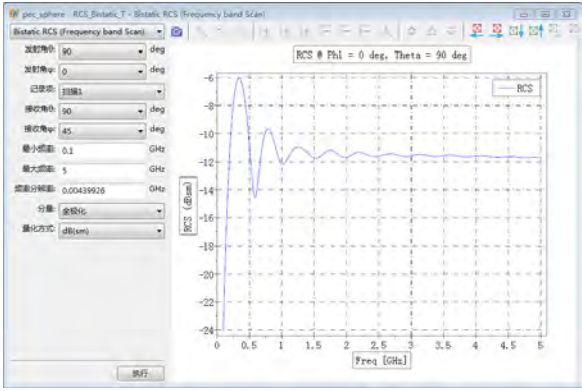 pec_sphere - RCS_Bistatic_T - Bistatic RCS (Frequency band Scan)
Bistatic RCS (Frequency band Scan)
发射角θ: 90 deg
发射角φ: 0 deg
记录项: 扫描1
接收角θ: 90 deg
接收角φ: 45 deg
最小频率: 0.1 GHz
最大频率: 5 GHz
频率分辨率: 0.00439926 GHz
分量: 全极化
量化方式: dB(sm)
执行
RCS @ Phi = 0 deg, Theta = 90 deg
RCS
RCS (dBsm)
-6
-8
-10
-12
-14
-16
-18
-20
-22
-24
0 0.5 1 1.5 2 2.5 3 3.5 4 4.5 5
Freq [GHz]